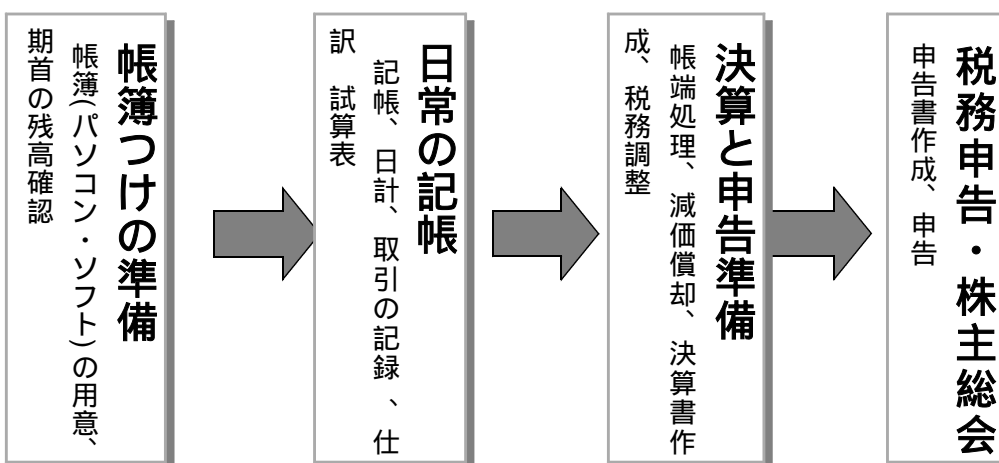 帳簿つけの準備
帳簿(パソコン・ソフト)の用意、
期首の残高確認
日常の記帳
記帳、日計、取引の記録 、仕
訳　試算表
決算と申告準備
帳端処理、減価償却、決算書作
成、税務調整
税務申告・株主総会
申告書作成、申告